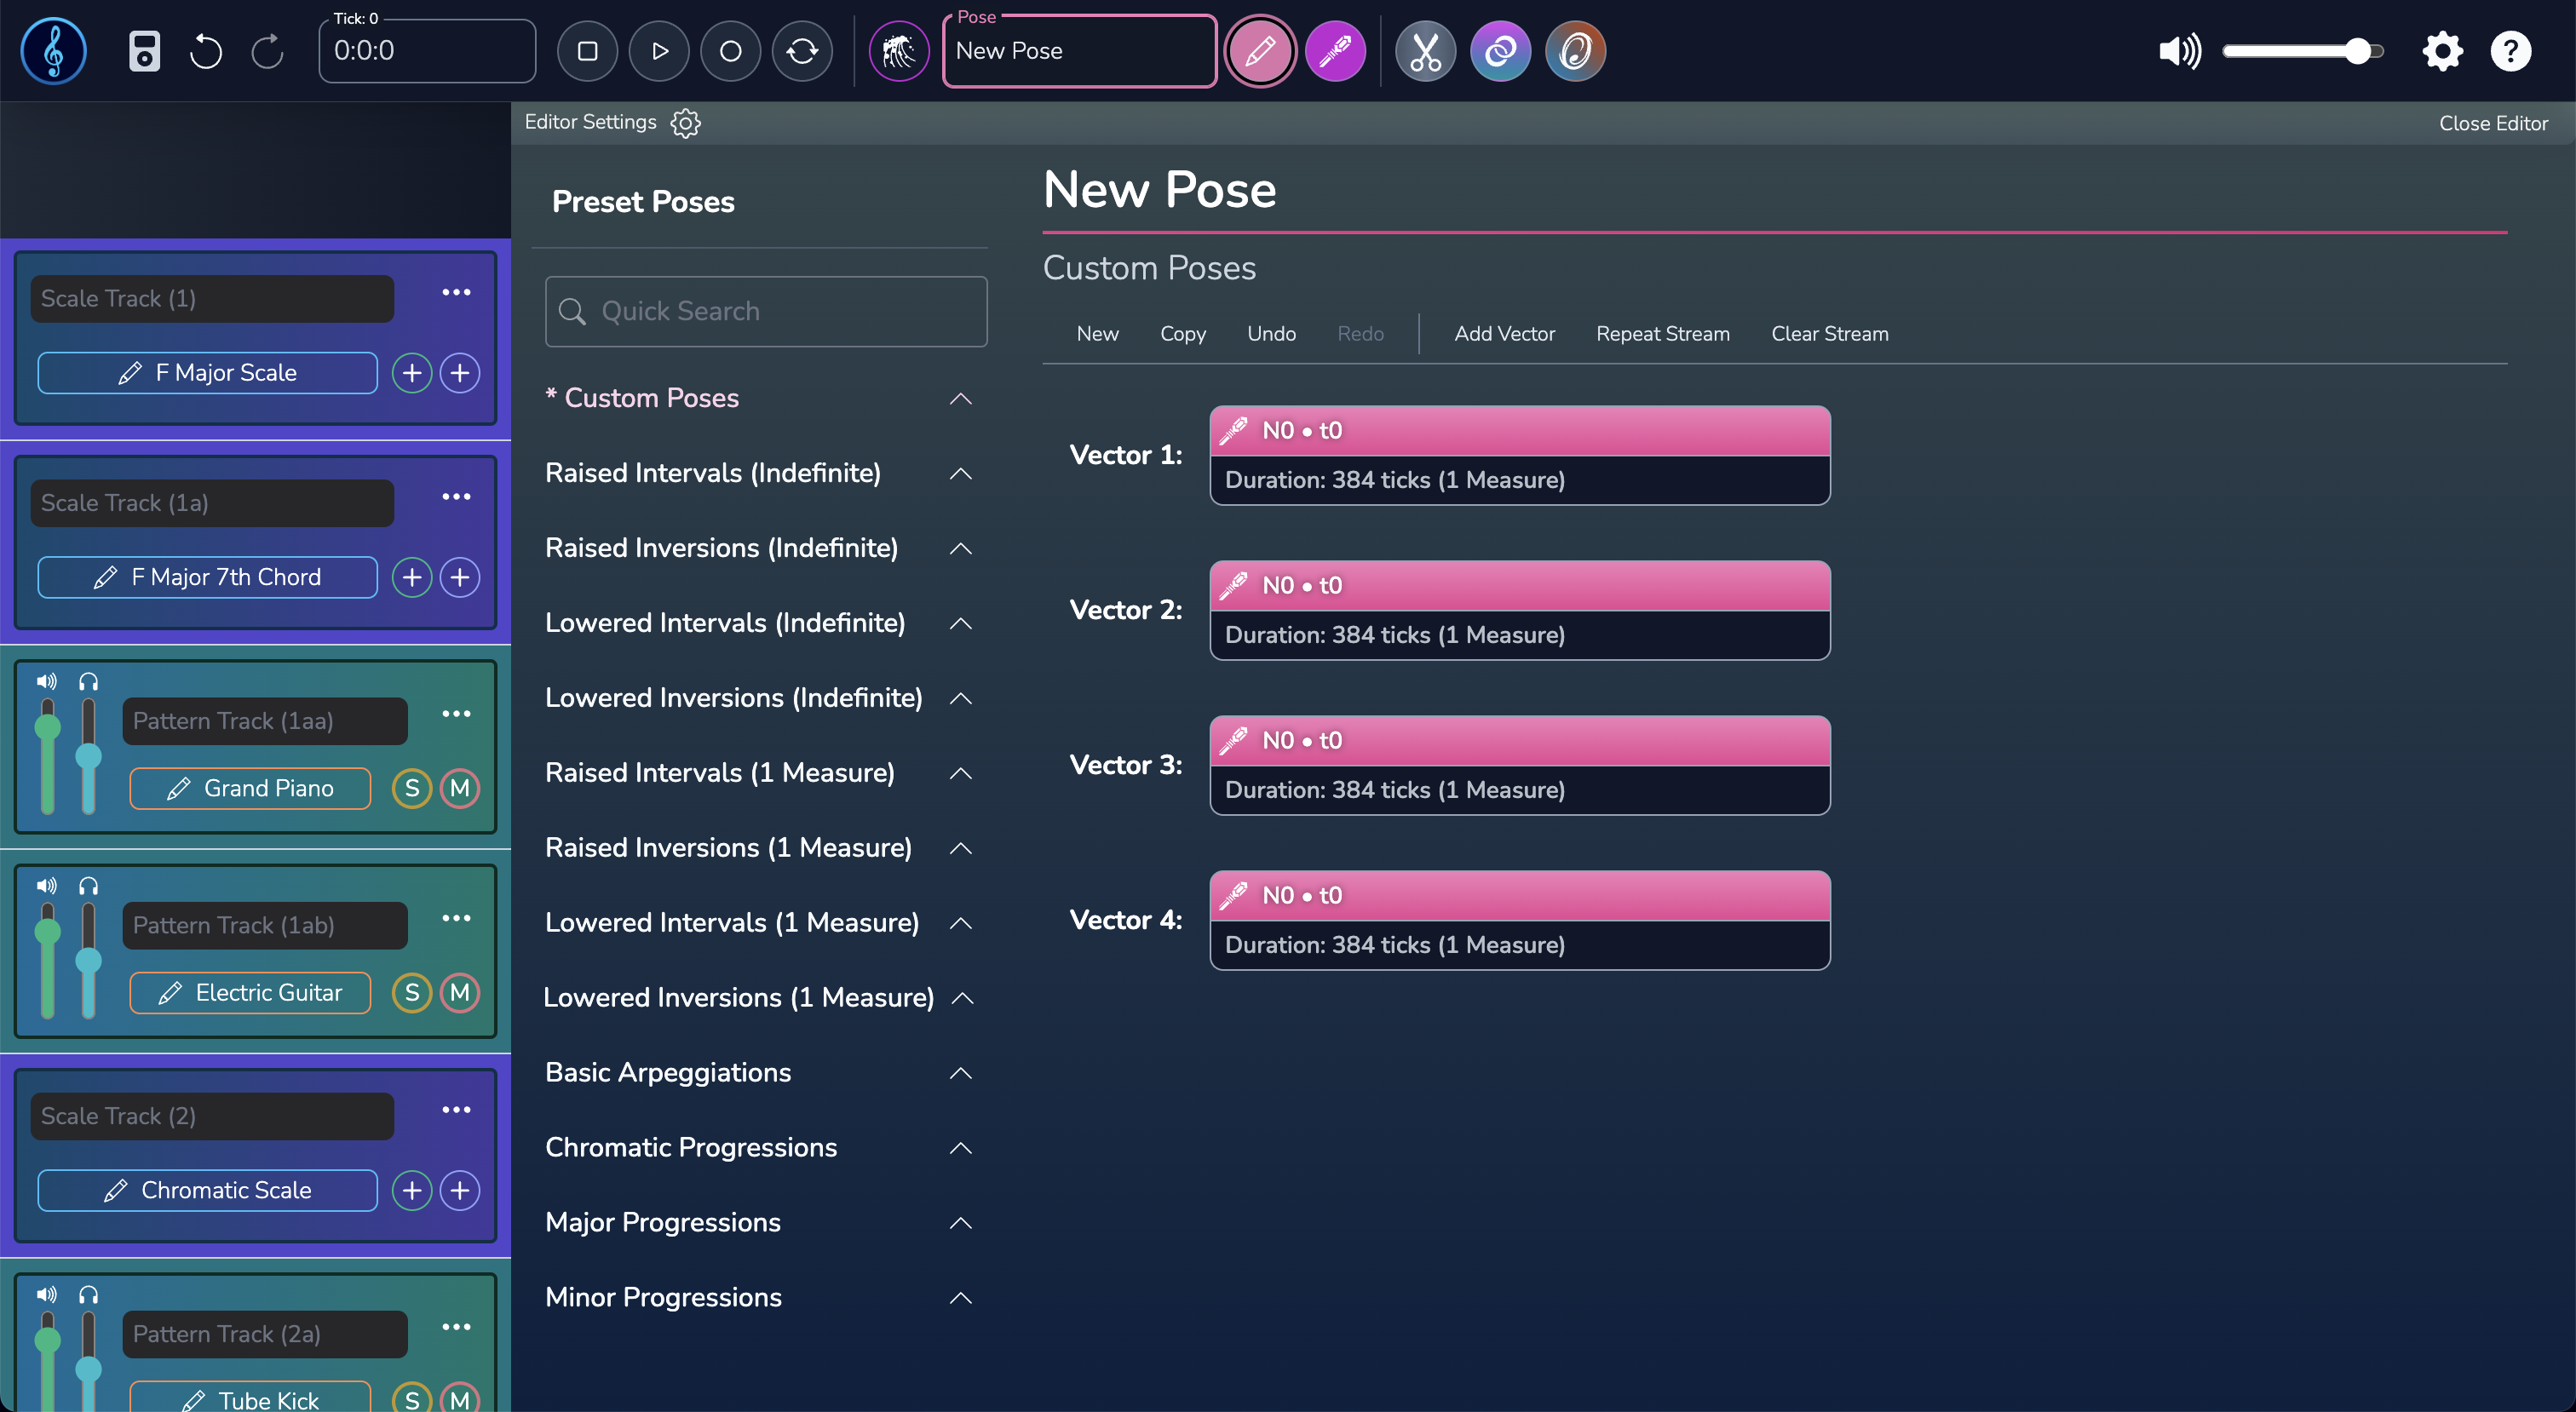 Tick: 0
0:0:0
Pose
New Pose
?
Editor Settings
Close Editor
Scale Track (1)
F Major Scale
Scale Track (1a)
F Major 7th Chord
Pattern Track (1aa)
Grand Piano
S
M
Pattern Track (1ab)
Electric Guitar
S
M
Scale Track (2)
Chromatic Scale
Pattern Track (2a)
Tube Kick
S
M
Preset Poses
Quick Search
* Custom Poses
Raised Intervals (Indefinite)
Raised Inversions (Indefinite)
Lowered Intervals (Indefinite)
Lowered Inversions (Indefinite)
Raised Intervals (1 Measure)
Raised Inversions (1 Measure)
Lowered Intervals (1 Measure)
Lowered Inversions (1 Measure)
Basic Arpeggiations
Chromatic Progressions
Major Progressions
Minor Progressions
New Pose
Custom Poses
New Copy Undo Redo Add Vector Repeat Stream Clear Stream
Vector 1:
N0 • t0
Duration: 384 ticks (1 Measure)
Vector 2:
N0 • t0
Duration: 384 ticks (1 Measure)
Vector 3:
N0 • t0
Duration: 384 ticks (1 Measure)
Vector 4:
N0 • t0
Duration: 384 ticks (1 Measure)